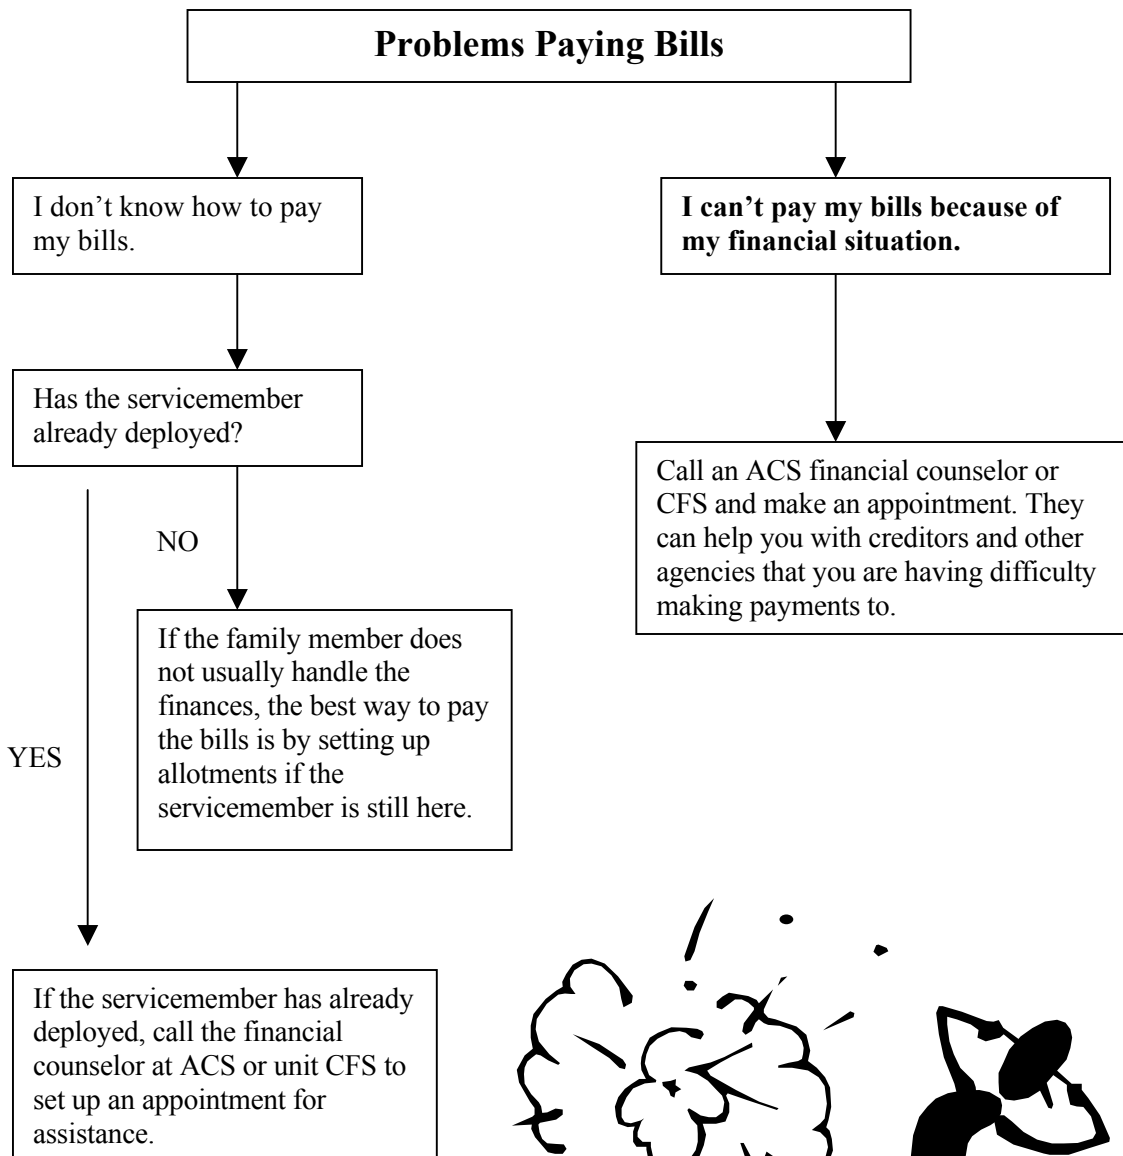 Problems Paying Bills
I don’t know how to pay
my bills.
I can’t pay my bills because of
my financial situation.
Has the servicemember
already deployed?
Call an ACS financial counselor or
CFS and make an appointment. They
can help you with creditors and other
agencies that you are having difficulty
making payments to.
NO
If the family member does
not usually handle the
finances, the best way to pay
the bills is by setting up
allotments if the
servicemember is still here.
YES
If the servicemember has already
deployed, call the financial
counselor at ACS or unit CFS to
set up an appointment for
assistance.